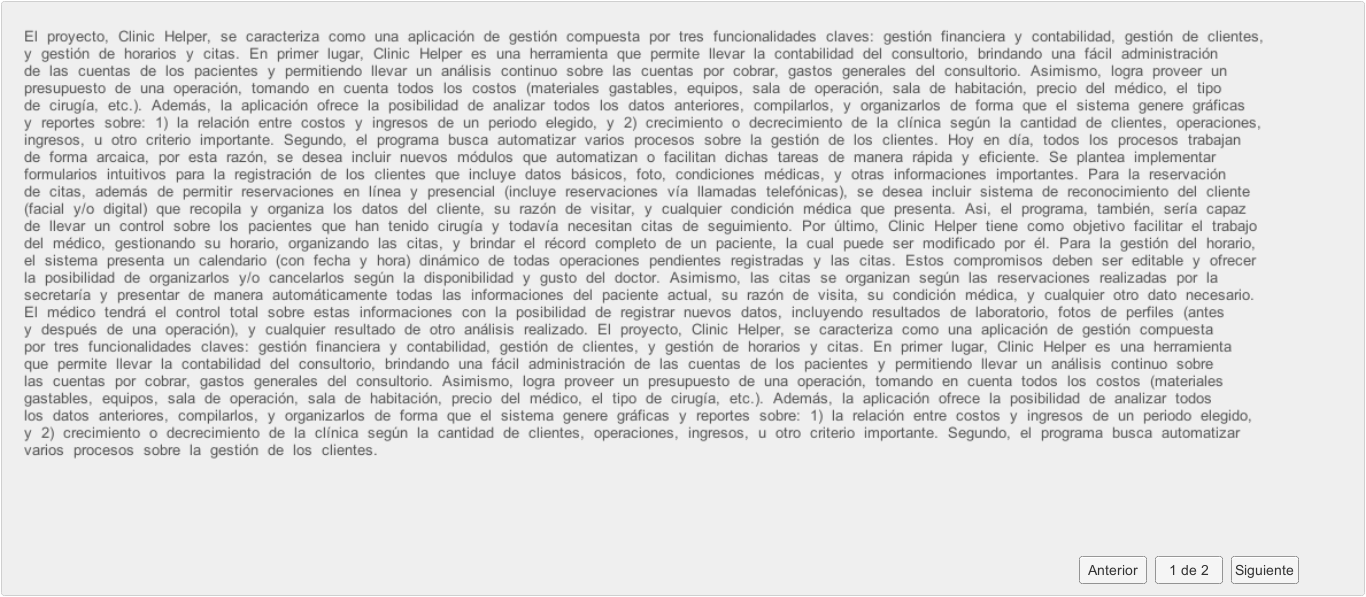 El proyecto, Clinic Helper, se caracteriza como una aplicación de gestión compuesta por tres funcionalidades claves: gestión financiera y contabilidad, gestión de clientes,
y gestión de horarios y citas. En primer lugar, Clinic Helper es una herramienta que permite llevar la contabilidad del consultorio, brindando una fácil administración
de las cuentas de los pacientes y permitiendo llevar un análisis continuo sobre las cuentas por cobrar, gastos generales del consultorio. Asimismo, logra proveer un
presupuesto de una operación, tomando en cuenta todos los costos (materiales gastables, equipos, sala de operación, sala de habitación, precio del médico, el tipo
de cirugía, etc.). Además, la aplicación ofrece la posibilidad de analizar todos los datos anteriores, compilarlos, y organizarlos de forma que el sistema genere gráficas
y reportes sobre: 1) la relación entre costos y ingresos de un periodo elegido, y 2) crecimiento o decrecimiento de la clínica según la cantidad de clientes, operaciones,
ingresos, u otro criterio importante. Segundo, el programa busca automatizar varios procesos sobre la gestión de los clientes. Hoy en día, todos los procesos trabajan
de forma arcaica, por esta razón, se desea incluir nuevos módulos que automatizan o facilitan dichas tareas de manera rápida y eficiente. Se plantea implementar
formularios intuitivos para la registración de los clientes que incluye datos básicos, foto, condiciones médicas, y otras informaciones importantes. Para la reservación
de citas, además de permitir reservaciones en línea y presencial (incluye reservaciones vía llamadas telefónicas), se desea incluir sistema de reconocimiento del cliente
(facial y/o digital) que recopila y organiza los datos del cliente, su razón de visitar, y cualquier condición médica que presenta. Asi, el programa, también, sería capaz
de llevar un control sobre los pacientes que han tenido cirugía y todavía necesitan citas de seguimiento. Por último, Clinic Helper tiene como objetivo facilitar el trabajo
del médico, gestionando su horario, organizando las citas, y brindar el récord completo de un paciente, la cual puede ser modificado por él. Para la gestión del horario,
el sistema presenta un calendario (con fecha y hora) dinámico de todas operaciones pendientes registradas y las citas. Estos compromisos deben ser editable y ofrecer
la posibilidad de organizarlos y/o cancelarlos según la disponibilidad y gusto del doctor. Asimismo, las citas se organizan según las reservaciones realizadas por la
secretaría y presentar de manera automáticamente todas las informaciones del paciente actual, su razón de visita, su condición médica, y cualquier otro dato necesario.
El médico tendrá el control total sobre estas informaciones con la posibilidad de registrar nuevos datos, incluyendo resultados de laboratorio, fotos de perfiles (antes
y después de una operación), y cualquier resultado de otro análisis realizado. El proyecto, Clinic Helper, se caracteriza como una aplicación de gestión compuesta
por tres funcionalidades claves: gestión financiera y contabilidad, gestión de clientes, y gestión de horarios y citas. En primer lugar, Clinic Helper es una herramienta
que permite llevar la contabilidad del consultorio, brindando una fácil administración de las cuentas de los pacientes y permitiendo llevar un análisis continuo sobre
las cuentas por cobrar, gastos generales del consultorio. Asimismo, logra proveer un presupuesto de una operación, tomando en cuenta todos los costos (materiales
gastables, equipos, sala de operación, sala de habitación, precio del médico, el tipo de cirugía, etc.). Además, la aplicación ofrece la posibilidad de analizar todos
los datos anteriores, compilarlos, y organizarlos de forma que el sistema genere gráficas y reportes sobre: 1) la relación entre costos y ingresos de un periodo elegido,
y 2) crecimiento o decrecimiento de la clínica según la cantidad de clientes, operaciones, ingresos, u otro criterio importante. Segundo, el programa busca automatizar
varios procesos sobre la gestión de los clientes.
Anterior 1 de 2 Siguiente